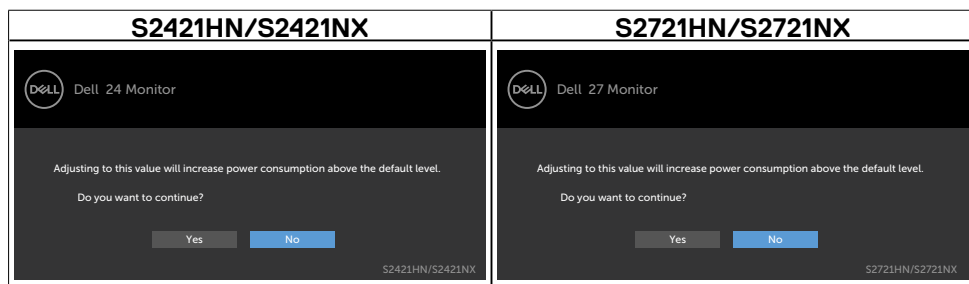 S2421HN/S2421NX
S2721HN/S2721NX
DELL Dell 24 Monitor
Adjusting to this value will increase power consumption above the default level.
Do you want to continue?
Yes No
S2421HN/S2421NX
DELL Dell 27 Monitor
Adjusting to this value will increase power consumption above the default level.
Do you want to continue?
Yes No
S2721HN/S2721NX